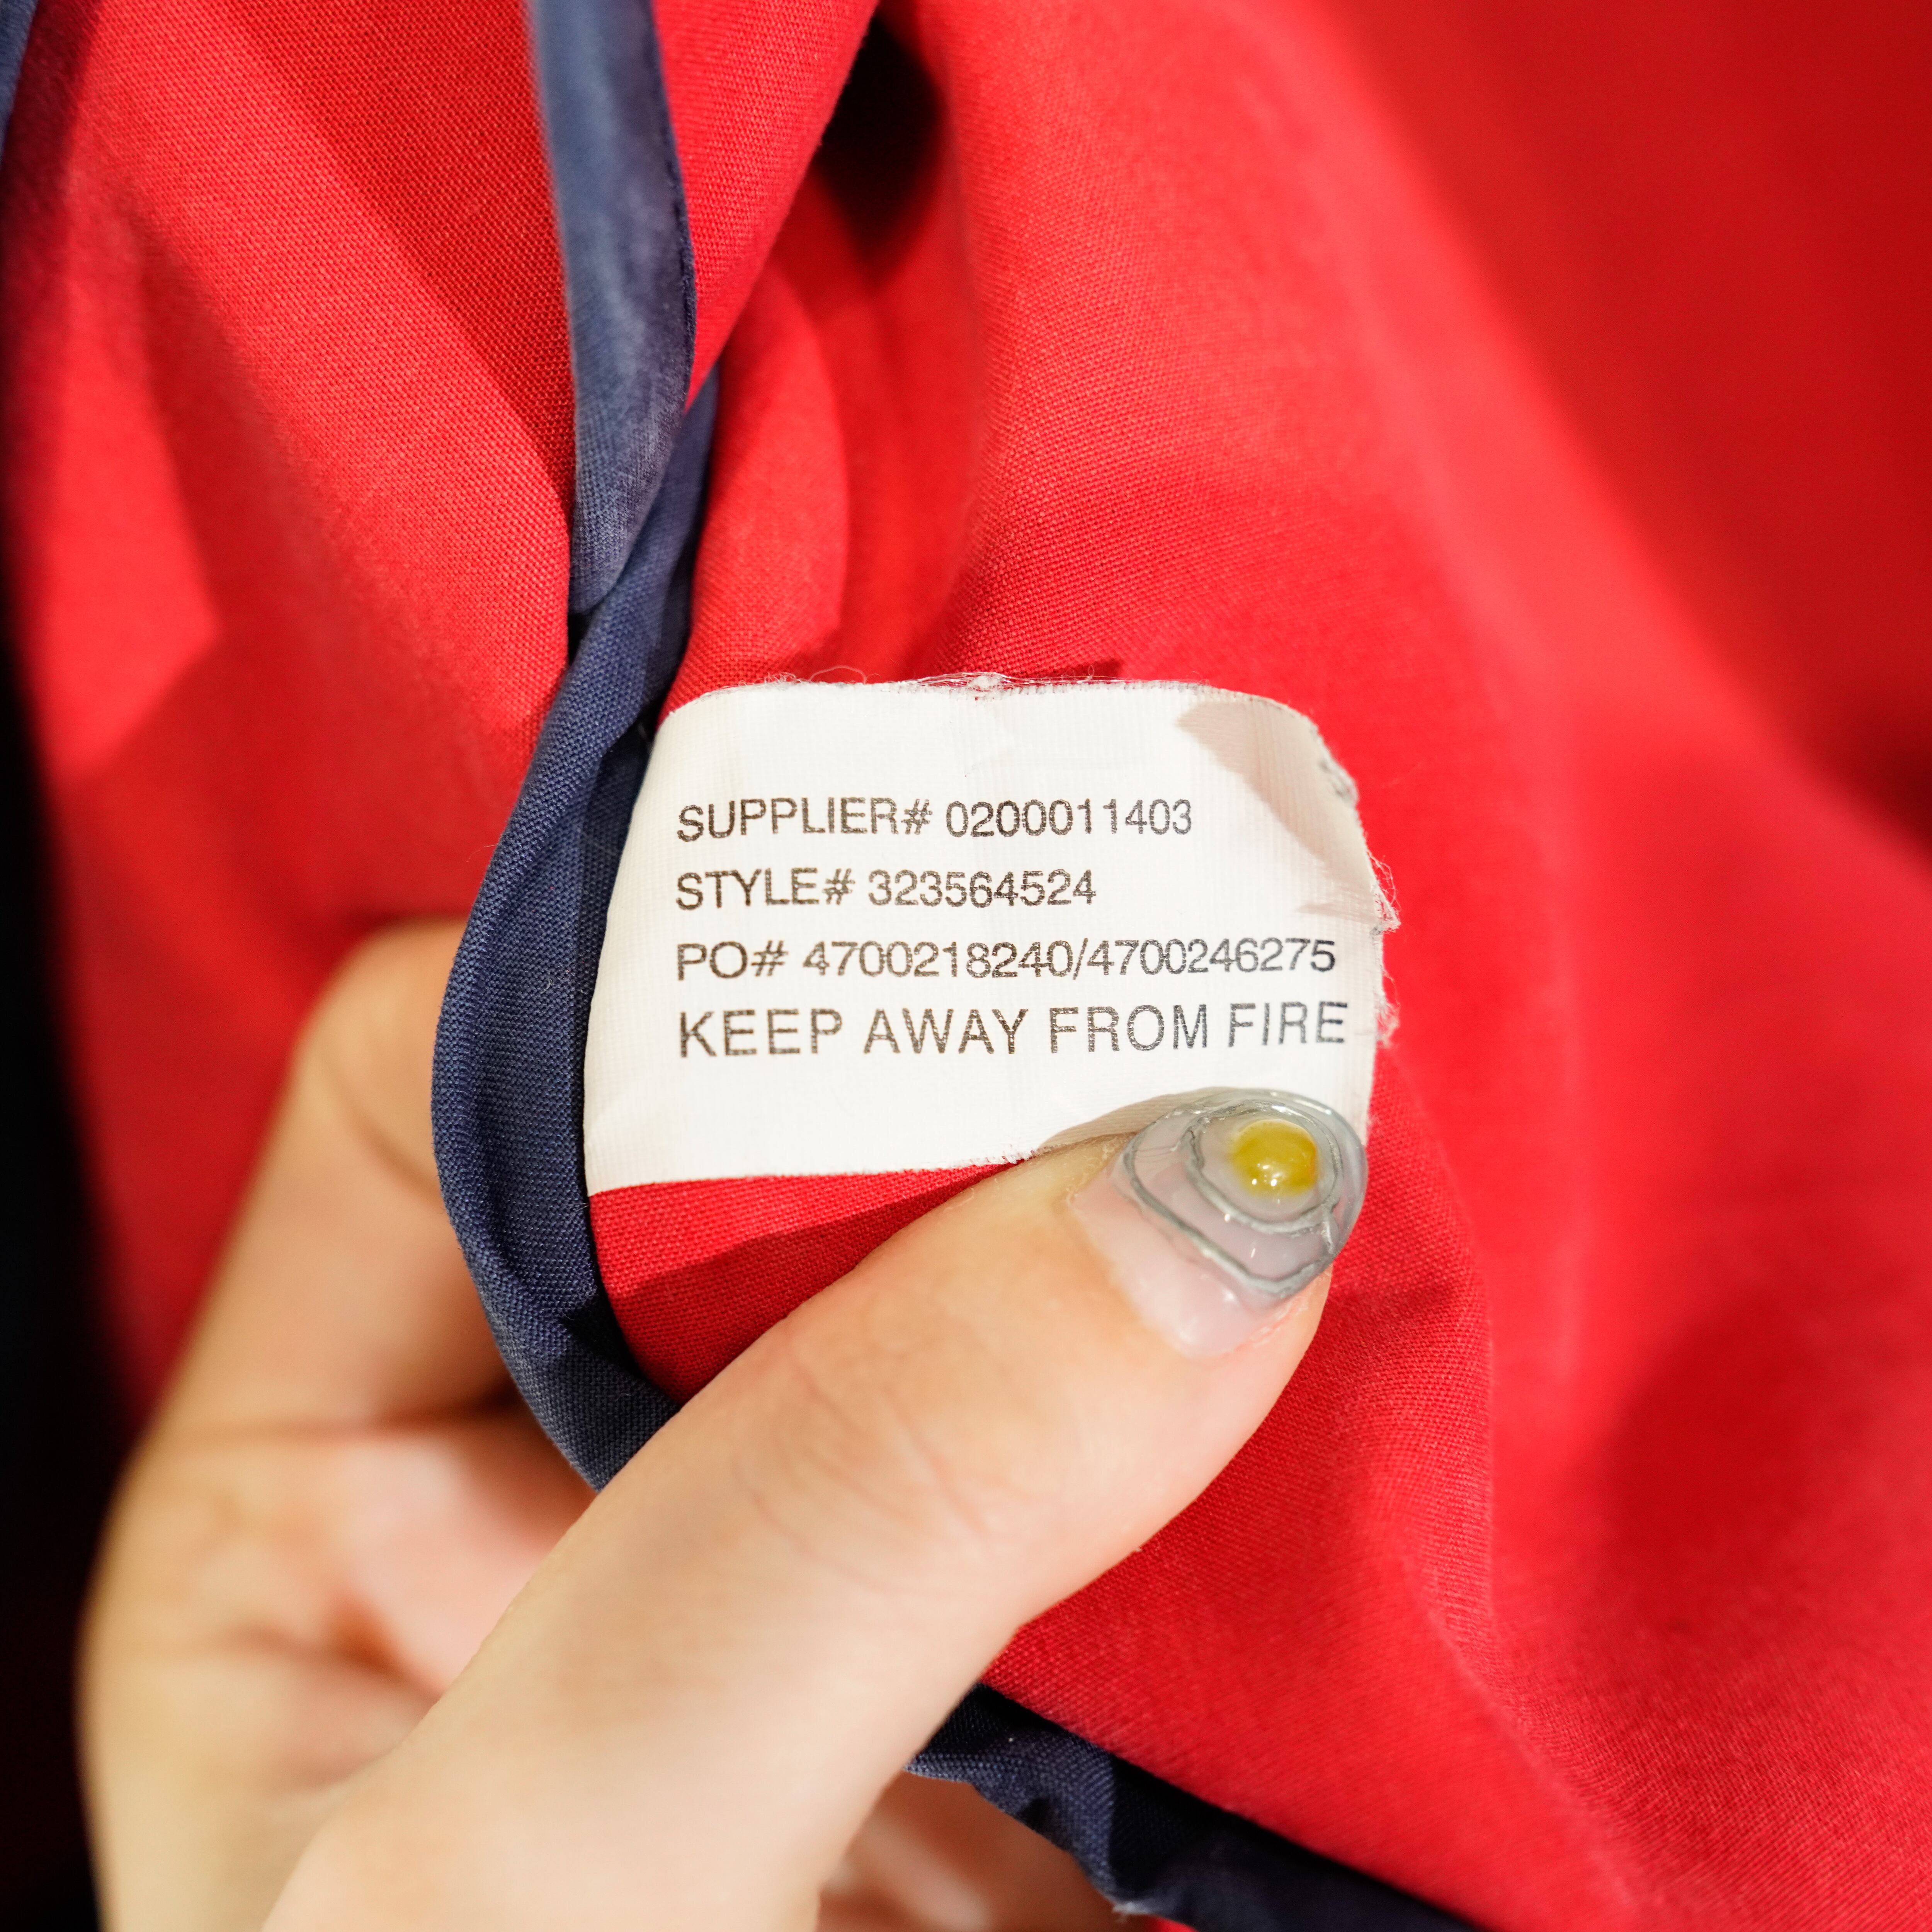 SUPPLIER# 0200011403
STYLE# 323564524
PO# 4700218240/4700246275
KEEP AWAY FROM FIRE